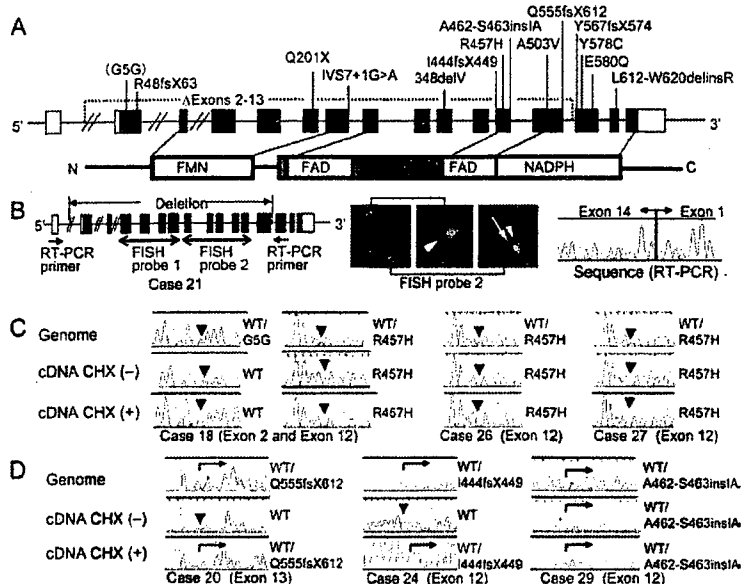 A
Q555fsX612
A462-S463insIA
Y567fsX574
R457H
A503V
Y578C
Q201X
I444fsX449
E580Q
(G5G)
IVS7+1G>A
348delV
R48fsX63
L612-W620delinsR
ΔExons 2-13
5'
3'
N
FMN
FAD
FAD
NADPH
C
B
Deletion
5'
3'
RT-PCR primer
FISH probe 1
FISH probe 2
RT-PCR primer
Case 21
FISH probe 2
Exon 14
Exon 1
Sequence (RT-PCR)
C
Genome
WT/
G5G
WT/
R457H
WT/
R457H
WT/
R457H
cDNA CHX (−)
WT
R457H
R457H
R457H
cDNA CHX (+)
WT
R457H
R457H
R457H
Case 18 (Exon 2 and Exon 12)
Case 26 (Exon 12)
Case 27 (Exon 12)
D
Genome
WT/
Q555fsX612
WT/
I444fsX449
WT/
A462-S463insIA
cDNA CHX (−)
WT
WT
WT/
A462-S463insIA
cDNA CHX (+)
WT/
Q555fsX612
WT/
I444fsX449
WT/
A462-S463insIA
Case 20 (Exon 13)
Case 24 (Exon 12)
Case 29 (Exon 12)